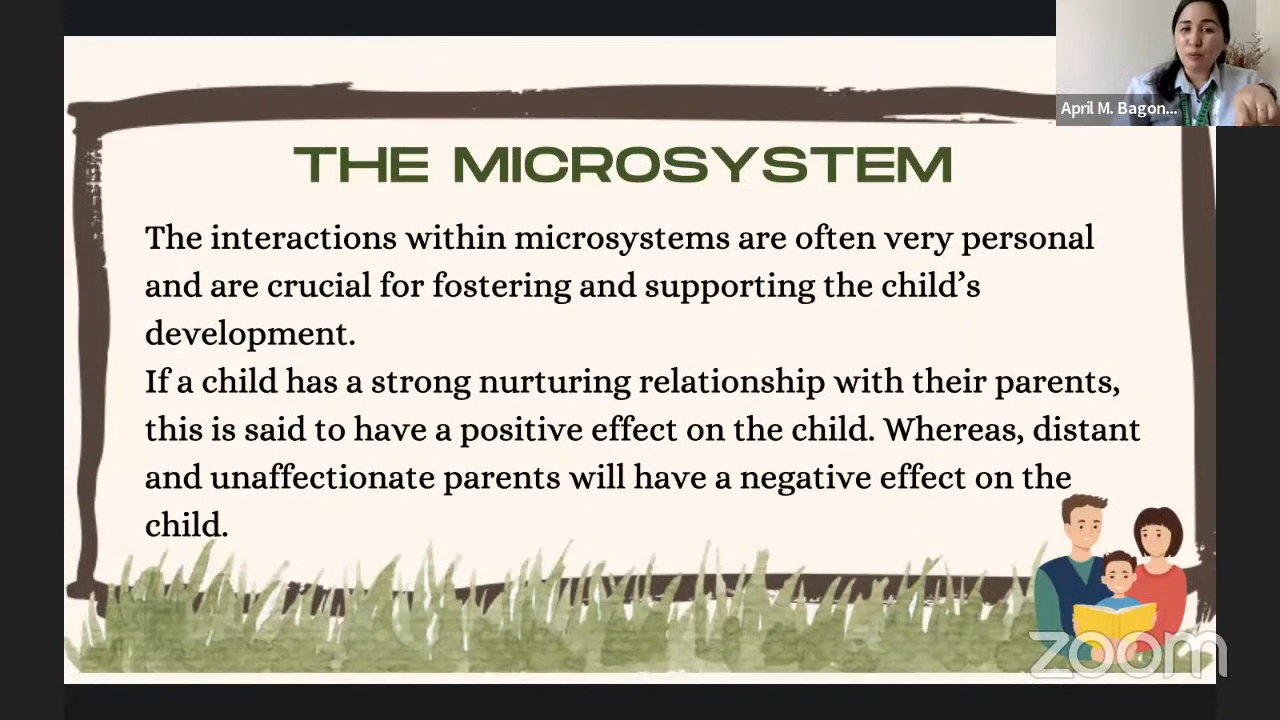 April M. Bagon...
THE MICROSYSTEM
The interactions within microsystems are often very personal
and are crucial for fostering and supporting the child’s
development.
If a child has a strong nurturing relationship with their parents,
this is said to have a positive effect on the child. Whereas, distant
and unaffectionate parents will have a negative effect on the
child.
zoom